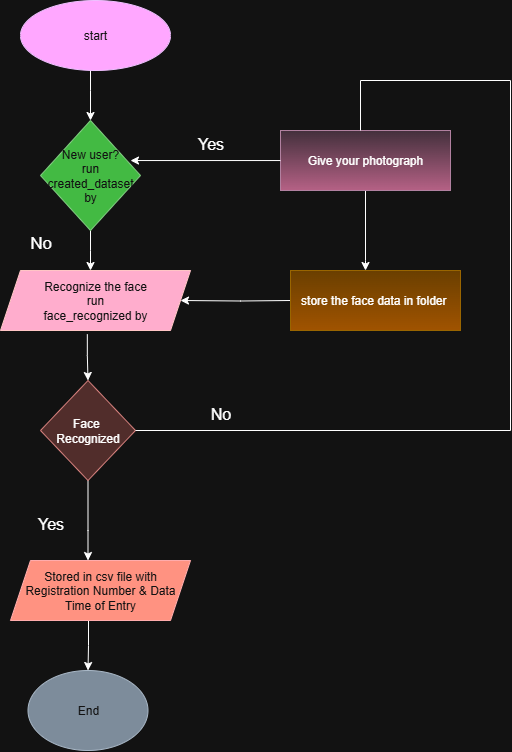 start
New user?
run
created_dataset
by
Yes
Give your photograph
No
Recognize the face
run
face_recognized by
store the face data in folder
Face
Recognized
No
Yes
Stored in csv file with
Registration Number & Data
Time of Entry
End